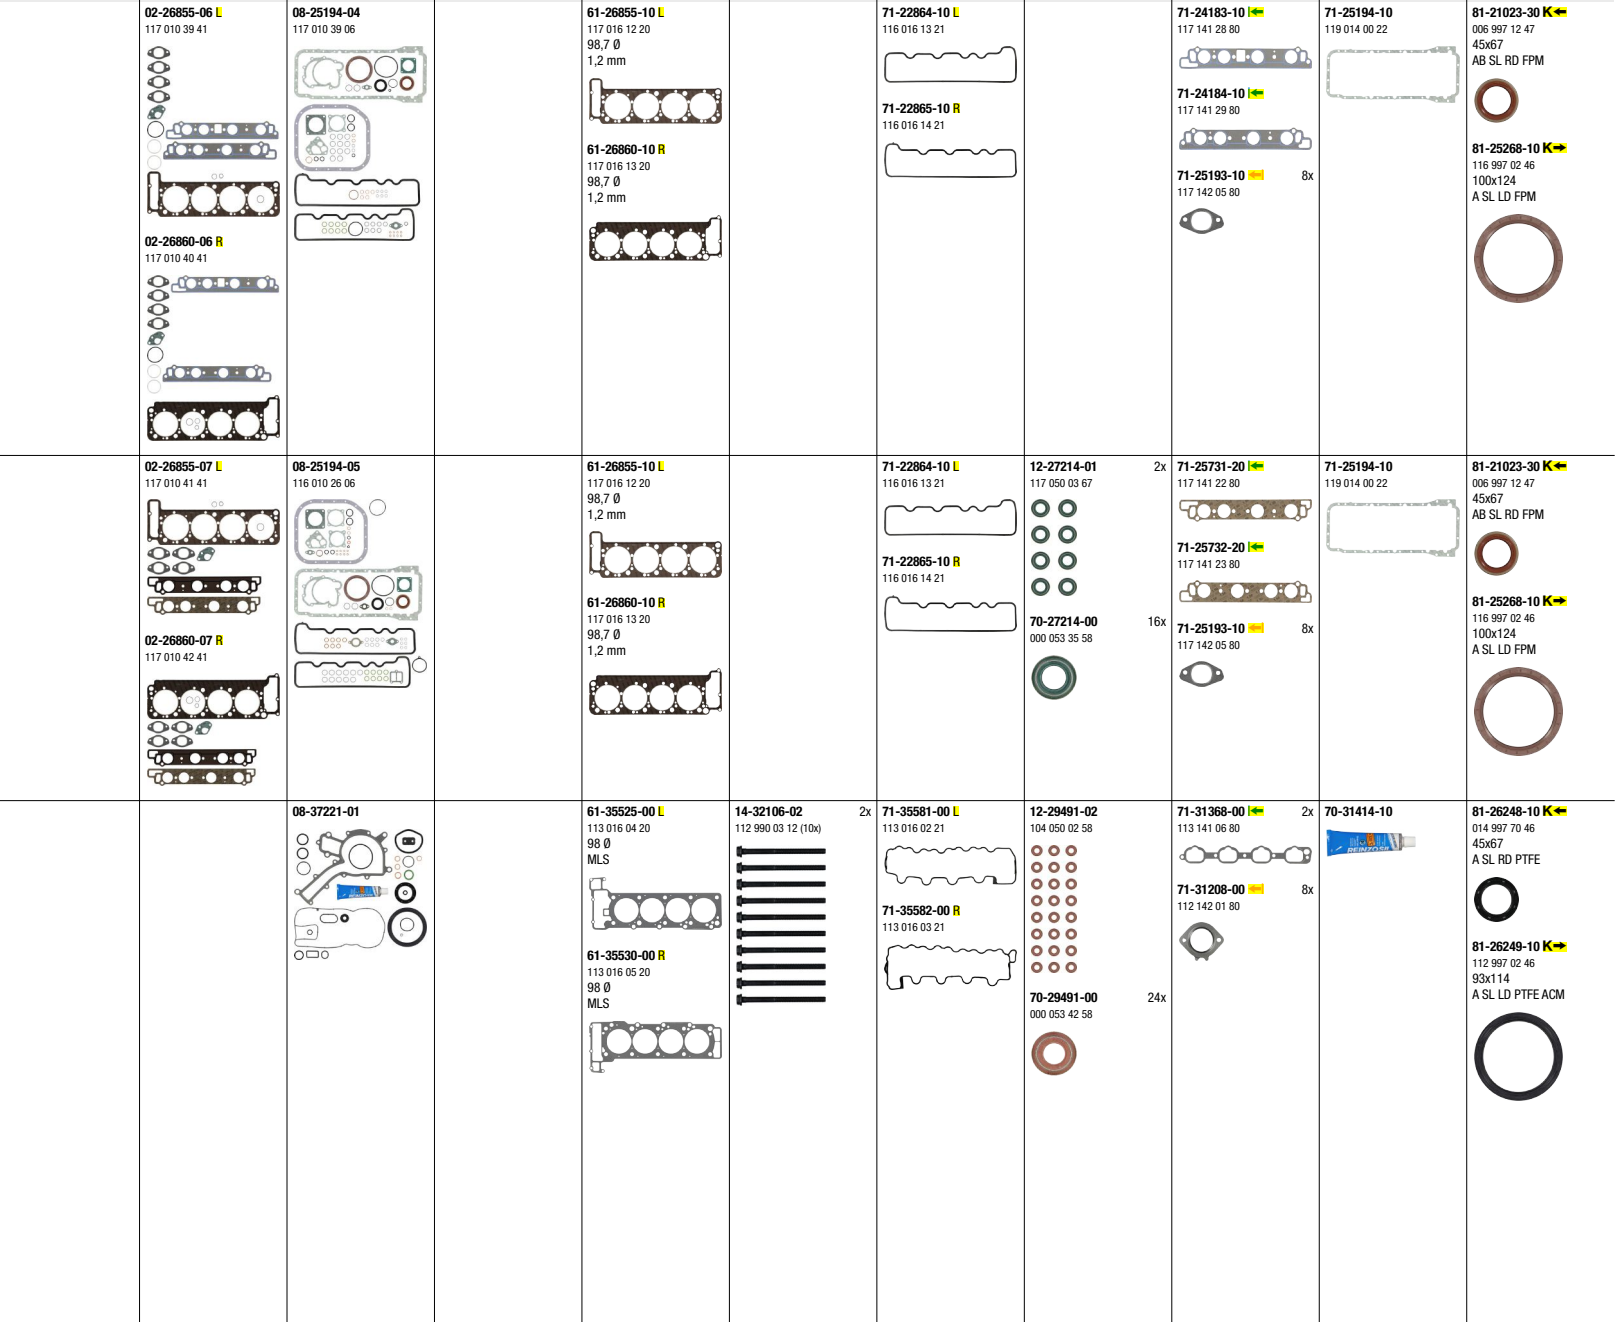 02-26855-06 L
117 010 39 41
02-26860-06 R
117 010 40 41
08-25194-04
117 010 39 06
61-26855-10 L
117 016 12 20
98,7 Ø
1,2 mm
61-26860-10 R
117 016 13 20
98,7 Ø
1,2 mm
71-22864-10 L
116 016 13 21
71-22865-10 R
116 016 14 21
71-24183-10
117 141 28 80
71-24184-10
117 141 29 80
71-25193-10 8x
117 142 05 80
71-25194-10
119 014 00 22
81-21023-30 K
006 997 12 47
45x67
AB SL RD FPM
81-25268-10 K
116 997 02 46
100x124
A SL LD FPM
02-26855-07 L
117 010 41 41
02-26860-07 R
117 010 42 41
08-25194-05
116 010 26 06
61-26855-10 L
117 016 12 20
98,7 Ø
1,2 mm
61-26860-10 R
117 016 13 20
98,7 Ø
1,2 mm
71-22864-10 L
116 016 13 21
71-22865-10 R
116 016 14 21
12-27214-01 2x
117 050 03 67
70-27214-00 16x
000 053 35 58
71-25731-20
117 141 22 80
71-25732-20
117 141 23 80
71-25193-10 8x
117 142 05 80
71-25194-10
119 014 00 22
81-21023-30 K
006 997 12 47
45x67
AB SL RD FPM
81-25268-10 K
116 997 02 46
100x124
A SL LD FPM
08-37221-01
61-35525-00 L
113 016 04 20
98 Ø
MLS
61-35530-00 R
113 016 05 20
98 Ø
MLS
14-32106-02 2x
112 990 03 12 (10x)
71-35581-00 L
113 016 02 21
71-35582-00 R
113 016 03 21
12-29491-02
104 050 02 58
70-29491-00 24x
000 053 42 58
71-31368-00 2x
113 141 06 80
71-31208-00 8x
112 142 01 80
70-31414-10
REINZOSIL
81-26248-10 K
014 997 70 46
45x67
A SL RD PTFE
81-26249-10 K
112 997 02 46
93x114
A SL LD PTFE ACM